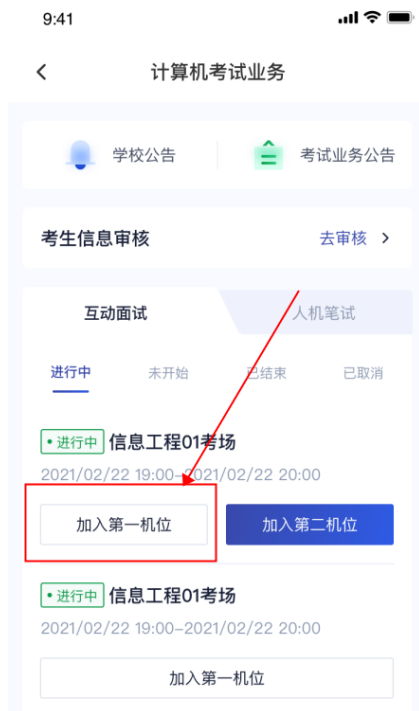 9:41
计算机考试业务
学校公告 考试业务公告
考生信息审核 去审核
互动面试 人机笔试
进行中 未开始 已结束 已取消
进行中 信息工程01考场
2021/02/22 19:00-2021/02/22 20:00
加入第一机位 加入第二机位
进行中 信息工程01考场
2021/02/22 19:00-2021/02/22 20:00
加入第一机位